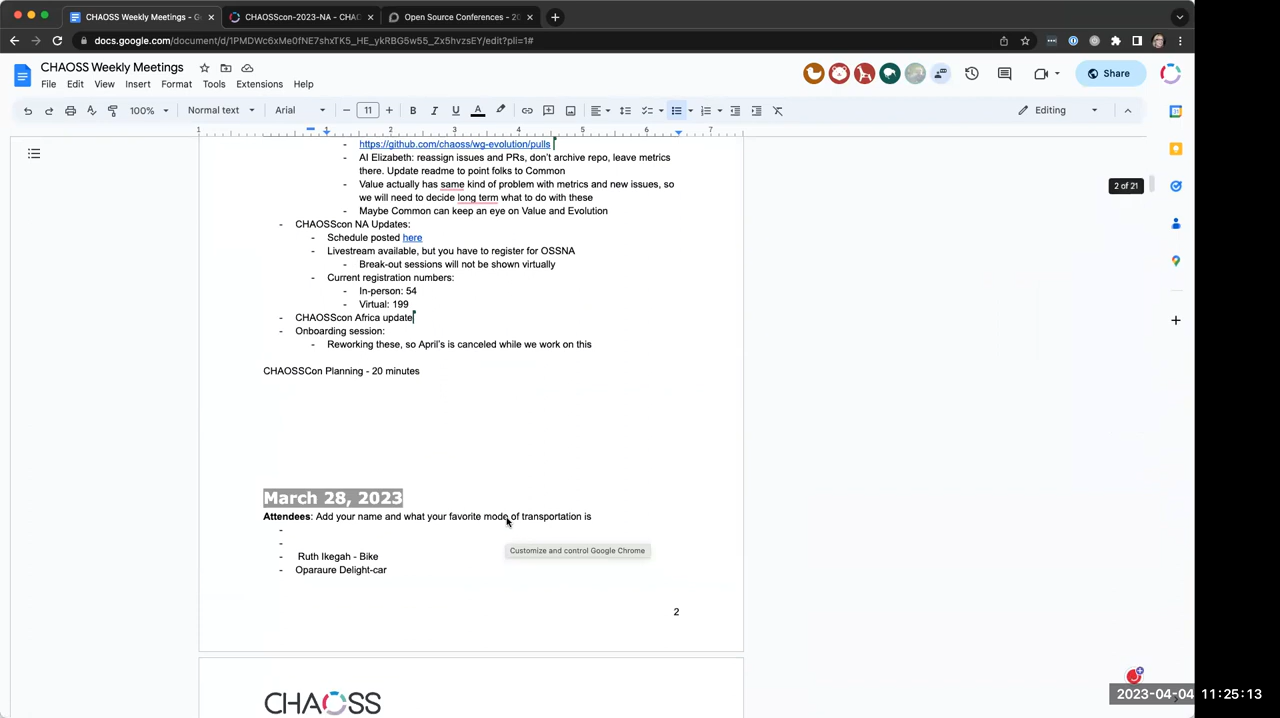 CHAOSS Weekly Meetings - G
CHAOSScon-2023-NA - CHAO
Open Source Conferences - 20
docs.google.com/document/d/1PMDWc6xMe0fNE7shxTK5_HE_ykRBG5w55_Zx5hvzsEY/edit?pli=1#
CHAOSS Weekly Meetings
File Edit View Insert Format Tools Extensions Help
Share
100% Normal text Arial 11 Editing
1 1 2 3 4 5 6 7
https://github.com/chaoss/wg-evolution/pulls
- AI Elizabeth: reassign issues and PRs, don't archive repo, leave metrics
there. Update readme to point folks to Common
- Value actually has same kind of problem with metrics and new issues, so
we will need to decide long term what to do with these
- Maybe Common can keep an eye on Value and Evolution
- CHAOSScon NA Updates:
- Schedule posted here
- Livestream available, but you have to register for OSSNA
- Break-out sessions will not be shown virtually
- Current registration numbers:
- In-person: 54
- Virtual: 199
- CHAOSScon Africa update
- Onboarding session:
- Reworking these, so April's is canceled while we work on this
CHAOSSCon Planning - 20 minutes
2 of 21
March 28, 2023
Attendees: Add your name and what your favorite mode of transportation is
-
-
- Ruth Ikegah - Bike
- Oparaure Delight-car
Customize and control Google Chrome
2
CHAOSS
2023-04-04 11:25:13